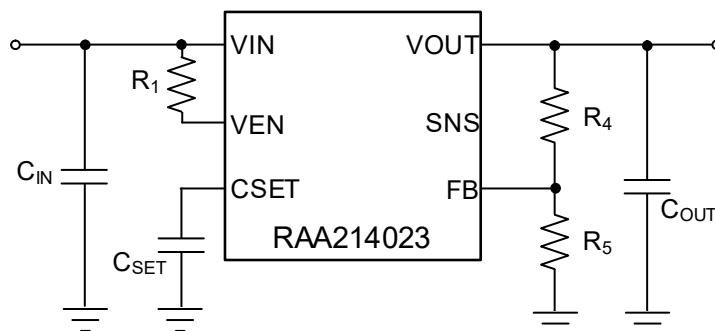 VIN
VOUT
R1
R4
VEN
SNS
CIN
CSET
FB
COUT
CSET
RAA214023
R5